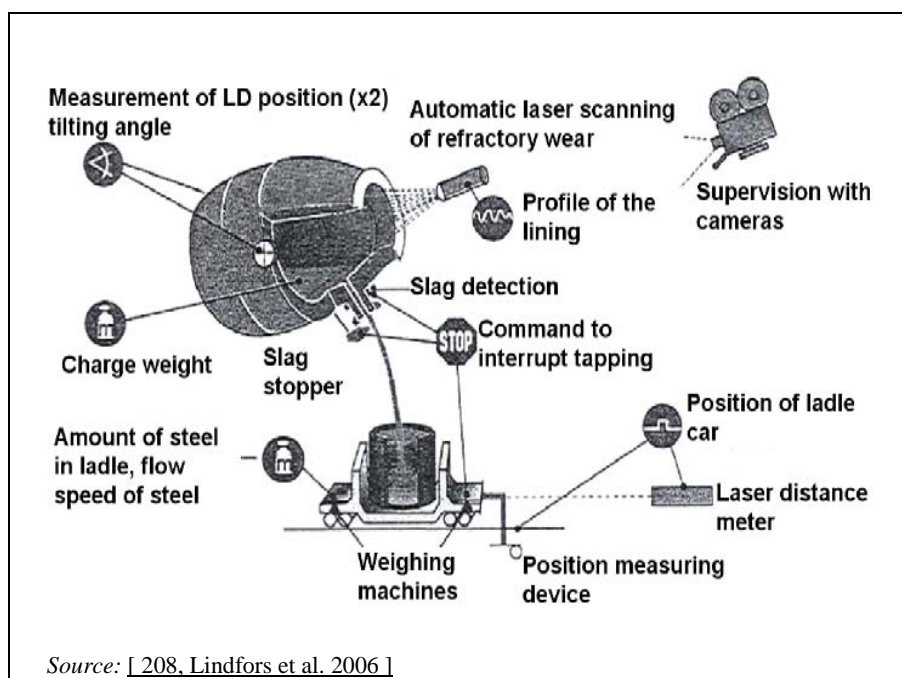 Measurement of LD position (x2)
tilting angle
Automatic laser scanning
of refractory wear
Supervision with
cameras
Profile of the
lining
Slag detection
STOP
Command to
interrupt tapping
m
Charge weight
Slag
stopper
Position of ladle
car
Amount of steel
in ladle, flow
speed of steel
m
Laser distance
meter
Weighing
machines
Position measuring
device
Source: [ 208, Lindfors et al. 2006 ]